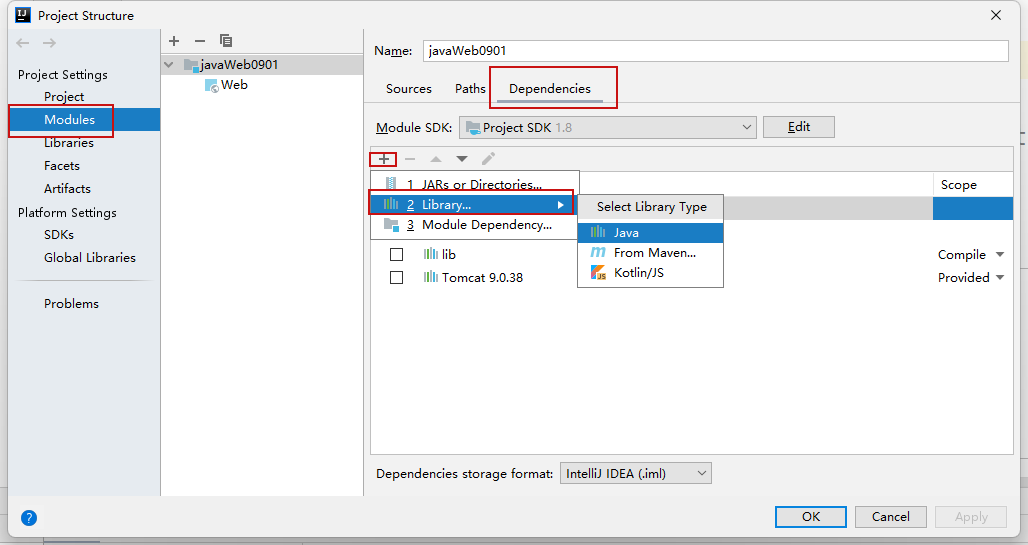 Project Structure
Project Settings
Project
Modules
Libraries
Facets
Artifacts
Platform Settings
SDKs
Global Libraries
Problems
javaWeb0901
Web
Name: javaWeb0901
Sources Paths Dependencies
Module SDK: Project SDK 1.8 Edit
Scope
1 JARs or Directories...
2 Library...
3 Module Dependency...
Select Library Type
Java
From Maven...
Kotlin/JS
lib Compile
Tomcat 9.0.38 Provided
Dependencies storage format: IntelliJ IDEA (.iml)
? OK Cancel Apply